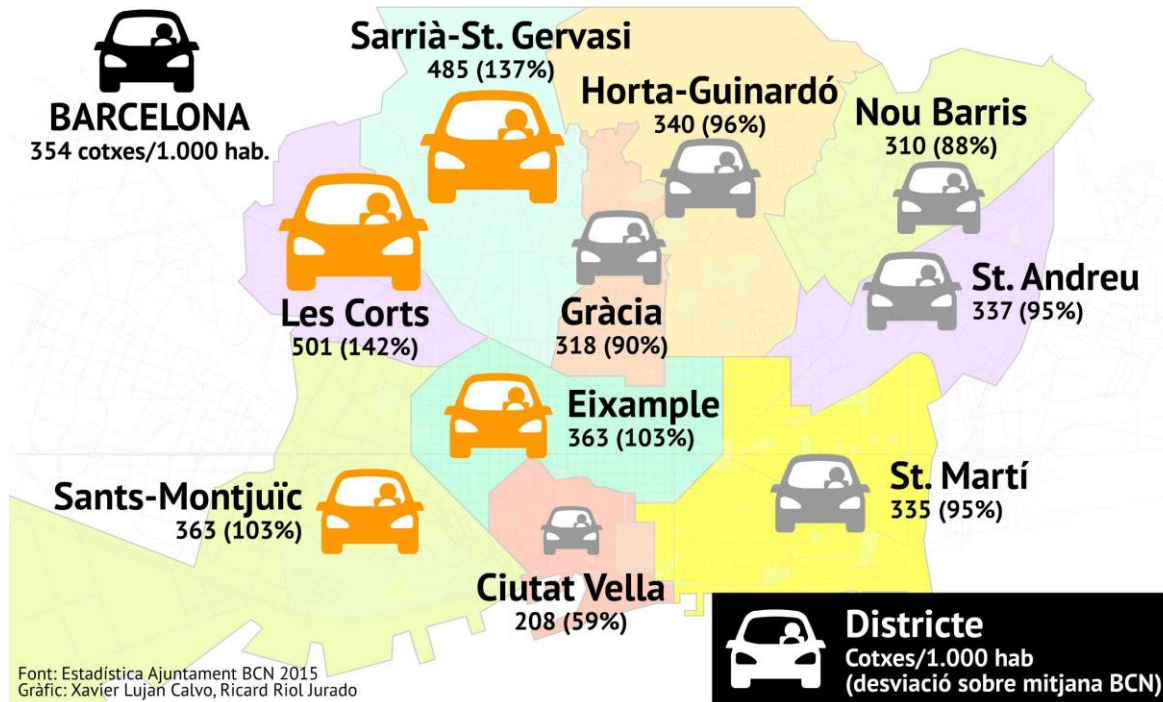 BARCELONA
354 cotxes/1.000 hab.
Sarrià-St. Gervasi
485 (137%)
Horta-Guinardó
340 (96%)
Nou Barris
310 (88%)
Les Corts
501 (142%)
Gràcia
318 (90%)
St. Andreu
337 (95%)
Eixample
363 (103%)
Sants-Montjuïc
363 (103%)
St. Martí
335 (95%)
Ciutat Vella
208 (59%)
Districte
Cotxes/1.000 hab
(desviació sobre mitjana BCN)
Font: Estadística Ajuntament BCN 2015
Gràfic: Xavier Lujan Calvo, Ricard Riol Jurado